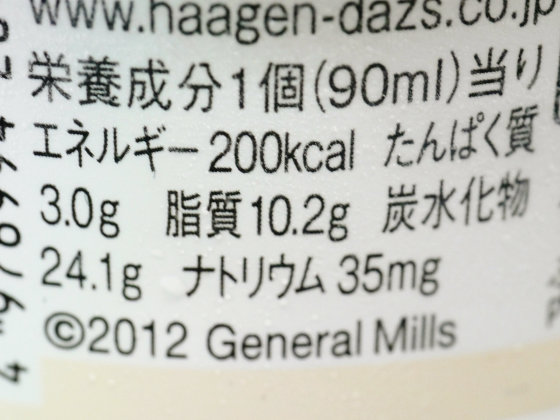 www.haagen-dazs.co.jp
栄養成分1個(90ml)当り
エネルギー200kcal たんぱく質
3.0g 脂質10.2g 炭水化物
24.1g ナトリウム35mg
©2012 General Mills